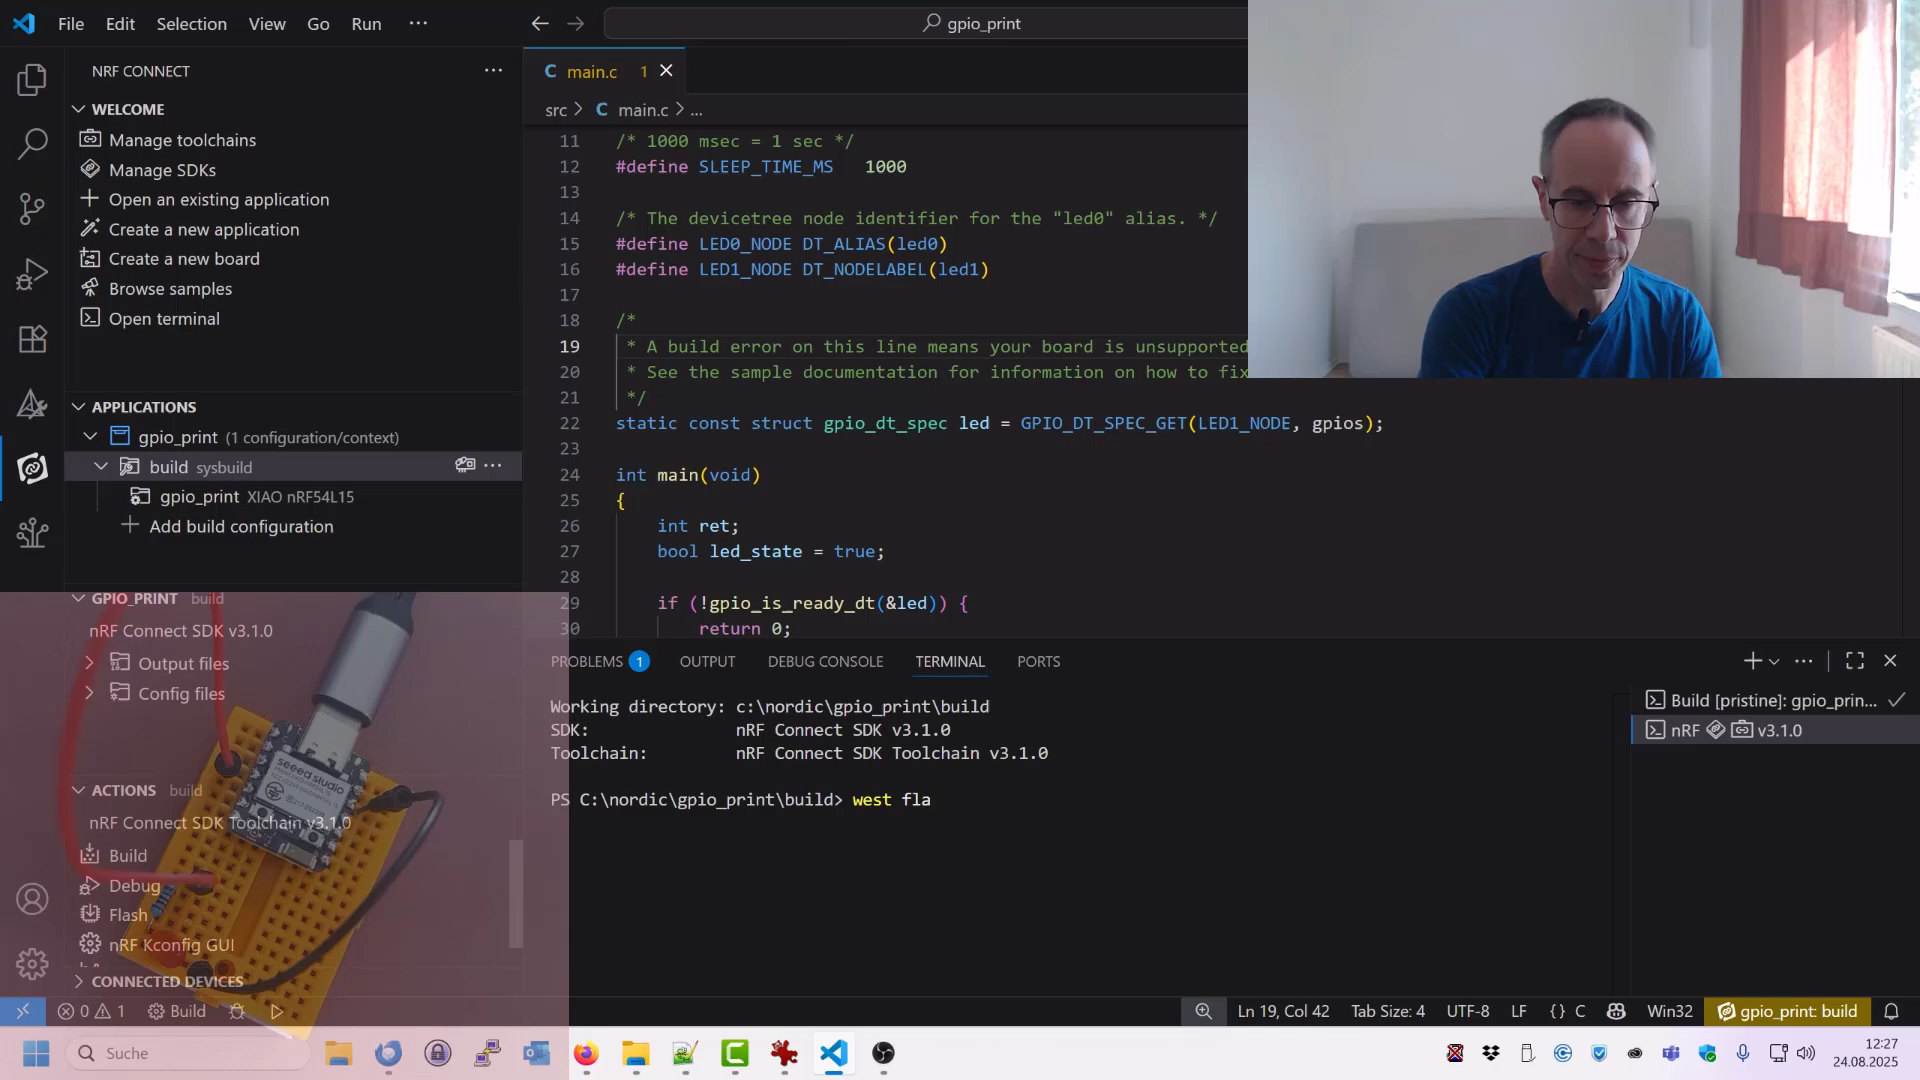 File Edit Selection View Go Run ···
gpio_print
NRF CONNECT
WELCOME
Manage toolchains
Manage SDKs
Open an existing application
Create a new application
Create a new board
Browse samples
Open terminal
APPLICATIONS
gpio_print (1 configuration/context)
build sysbuild
gpio_print XIAO nRF54L15
Add build configuration
GPIO_PRINT build
nRF Connect SDK v3.1.0
Output files
Config files
ACTIONS build
nRF Connect SDK Toolchain v3.1.0
Build
Debug
Flash
nRF Kconfig GUI
CONNECTED DEVICES
seeed studio
C main.c 1
src > C main.c > ...
11 /* 1000 msec = 1 sec */
12 #define SLEEP_TIME_MS 1000
13
14 /* The devicetree node identifier for the "led0" alias. */
15 #define LED0_NODE DT_ALIAS(led0)
16 #define LED1_NODE DT_NODELABEL(led1)
17
18 /*
19 * A build error on this line means your board is unsupported
20 * See the sample documentation for information on how to fix
21 */
22 static const struct gpio_dt_spec led = GPIO_DT_SPEC_GET(LED1_NODE, gpios);
23
24 int main(void)
25 {
26 int ret;
27 bool led_state = true;
28
29 if (!gpio_is_ready_dt(&led)) {
30 return 0;
PROBLEMS 1 OUTPUT DEBUG CONSOLE TERMINAL PORTS
Working directory: c:\nordic\gpio_print\build
SDK: nRF Connect SDK v3.1.0
Toolchain: nRF Connect SDK Toolchain v3.1.0
PS C:\nordic\gpio_print\build> west fla
Build [pristine]: gpio_prin...
nRF v3.1.0
0 1 Build
Ln 19, Col 42 Tab Size: 4 UTF-8 LF {} C Win32 gpio_print: build
Suche
12:27
24.08.2025